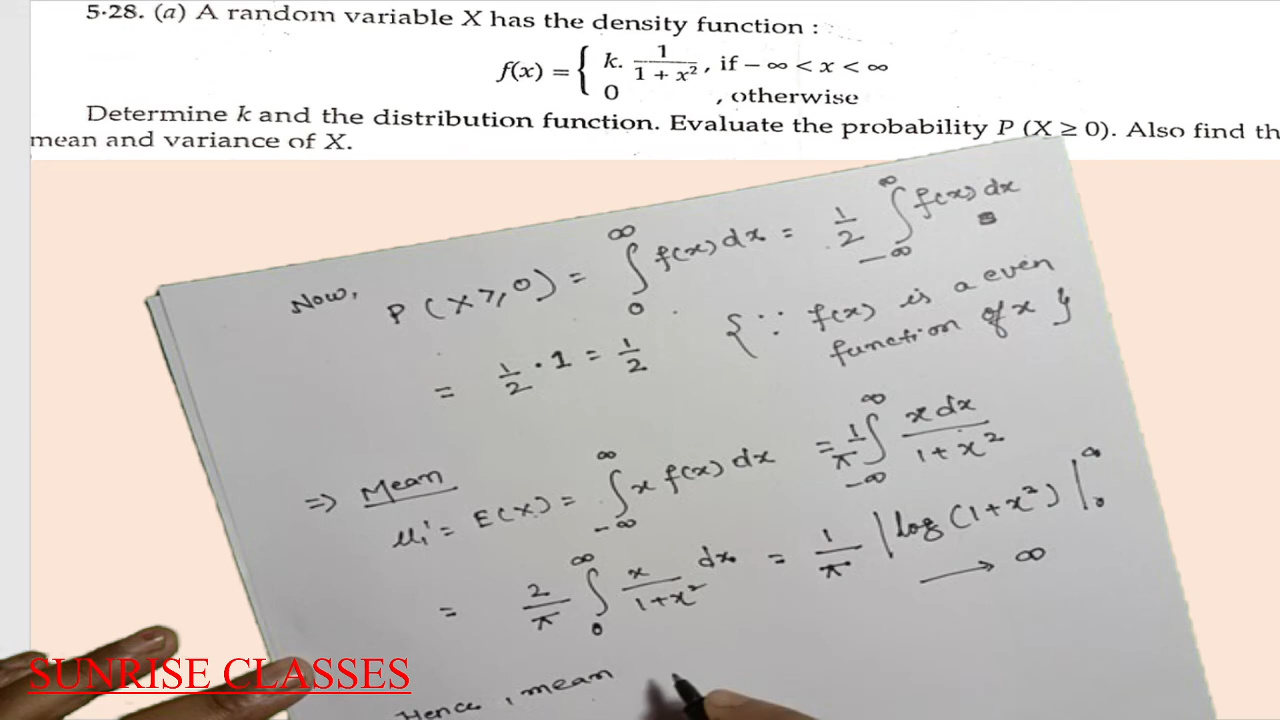 5·28. (a) A random variable X has the density function :
f(x) = { k. 1/(1 + x²) , if – ∞ < x < ∞
0 , otherwise
Determine k and the distribution function. Evaluate the probability P (X ≥ 0). Also find th
mean and variance of X.
Now, P(X ≥, 0) = ∫₀^∞ f(x) dx = 1/2 ∫₋∞^∞ f(x) dx
= 1/2 · 1 = 1/2 { ∵ f(x) is a even
function of x }
⇒ Mean
μ₁' = E(X) = ∫₋∞^∞ x f(x) dx = 1/π ∫₋∞^∞ x dx/(1 + x²)
= 2/π ∫₀^∞ x/(1+x²) dx = 1/π | log (1+x²) |₀^∞
⟶ ∞
Hence, mean
SUNRISE CLASSES